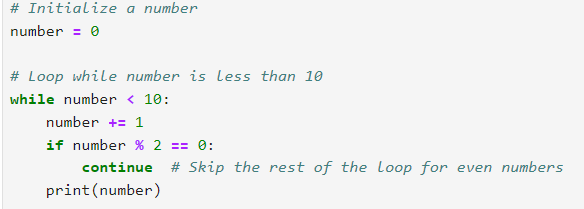 # Initialize a number
number = 0
# Loop while number is less than 10
while number < 10:
    number += 1
    if number % 2 == 0:
        continue  # Skip the rest of the loop for even numbers
    print(number)